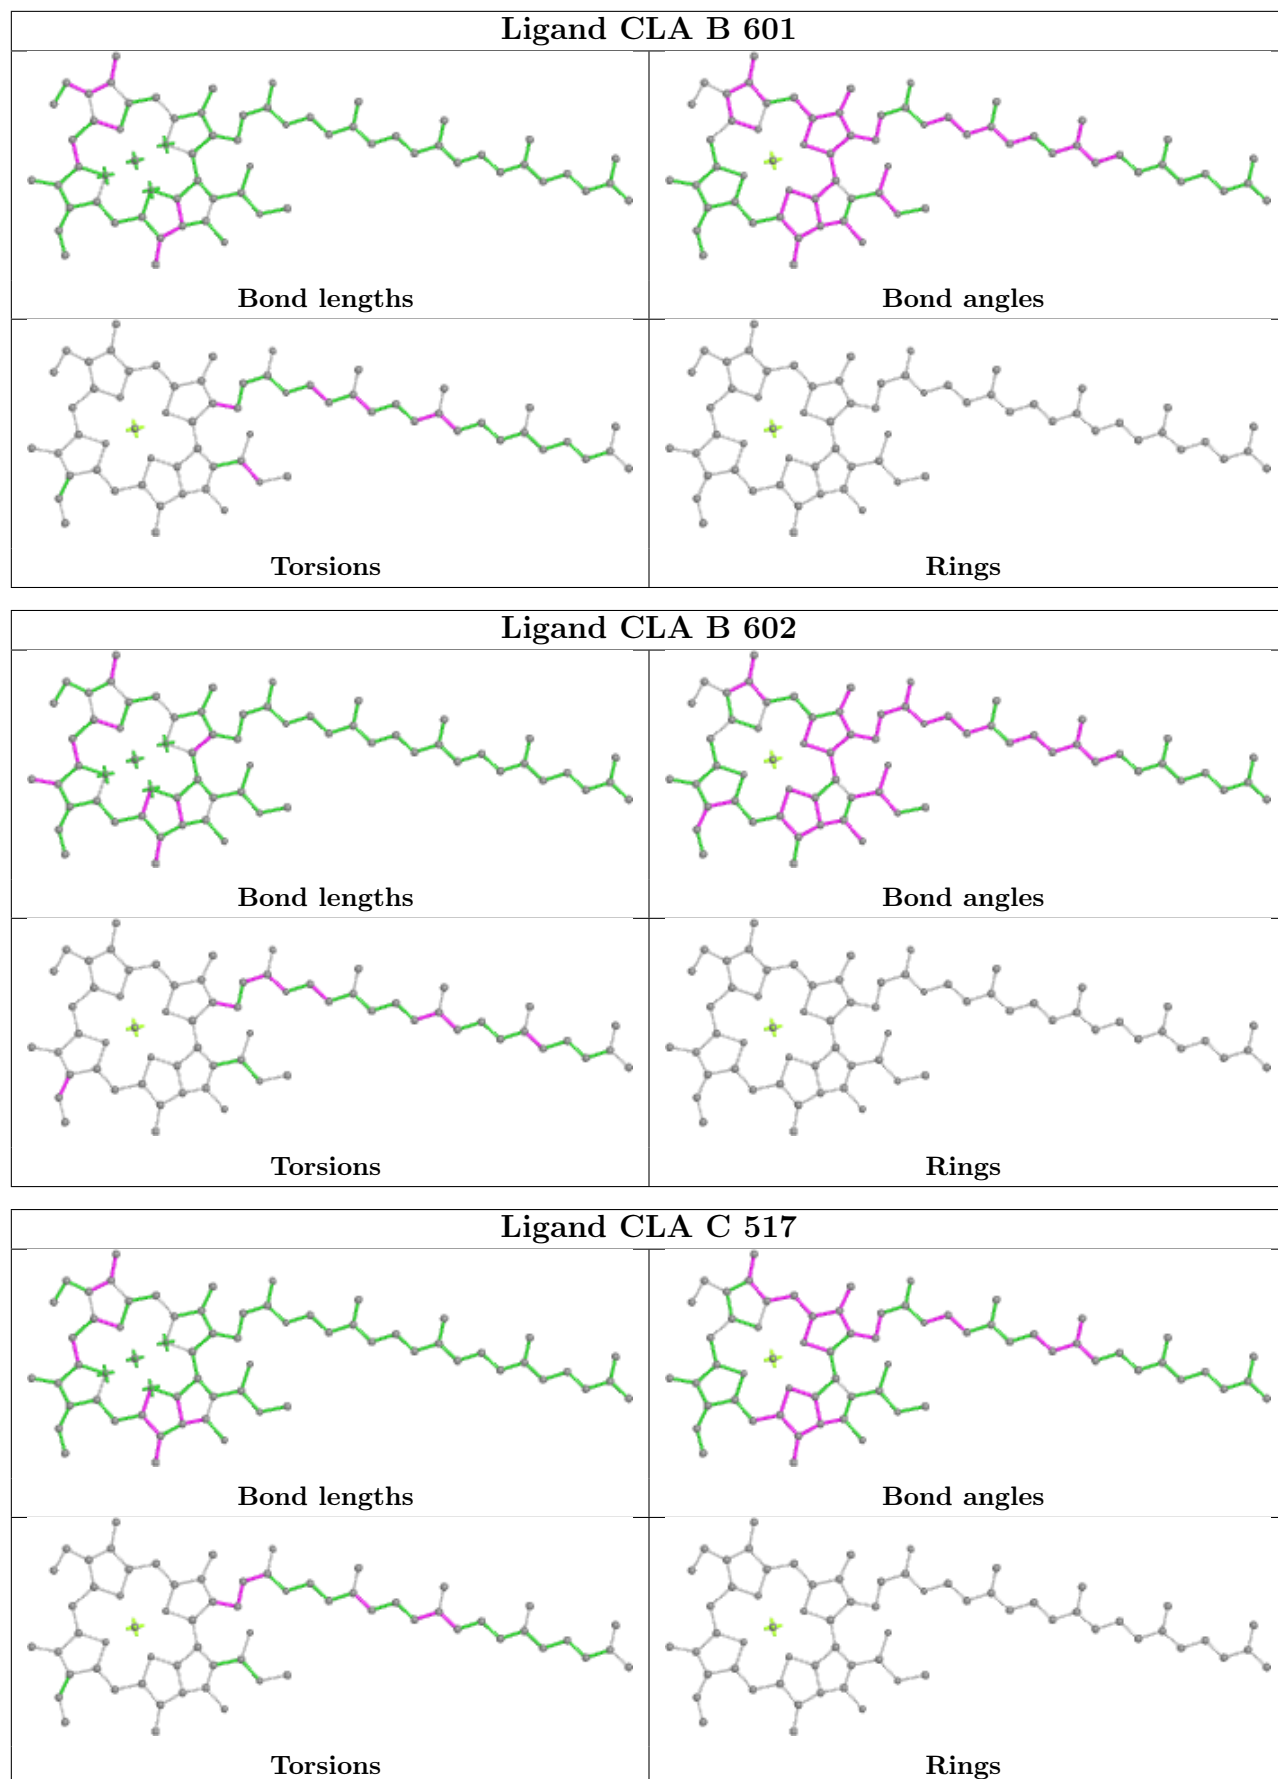 Ligand CLA B 601
Bond lengths
Bond angles
Torsions
Rings
Ligand CLA B 602
Bond lengths
Bond angles
Torsions
Rings
Ligand CLA C 517
Bond lengths
Bond angles
Torsions
Rings